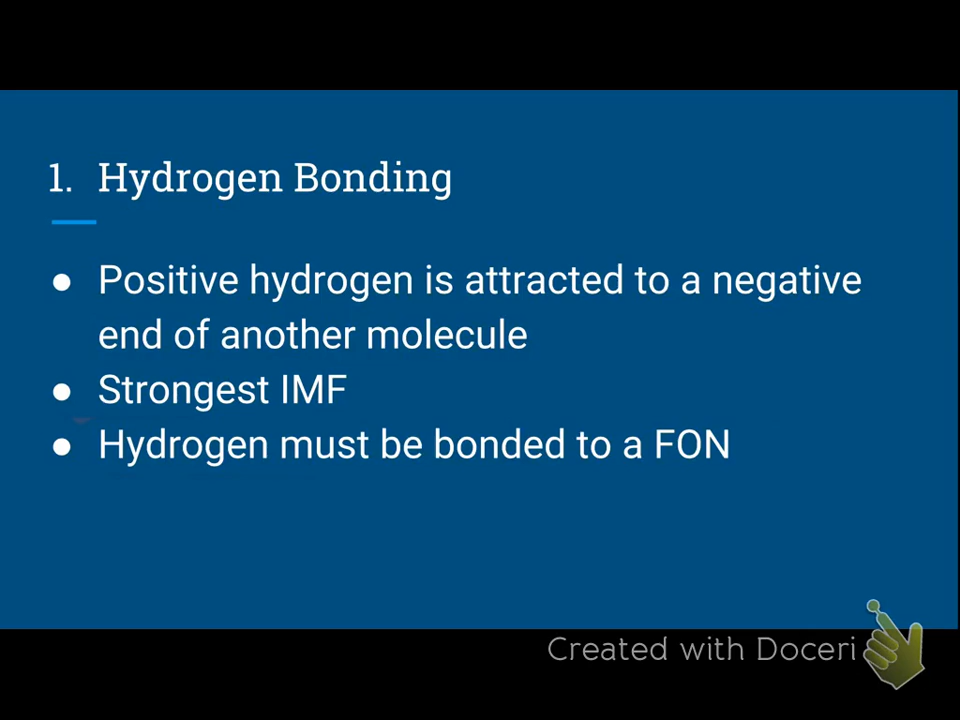 1. Hydrogen Bonding
● Positive hydrogen is attracted to a negative
end of another molecule
● Strongest IMF
● Hydrogen must be bonded to a FON
Created with Doceri